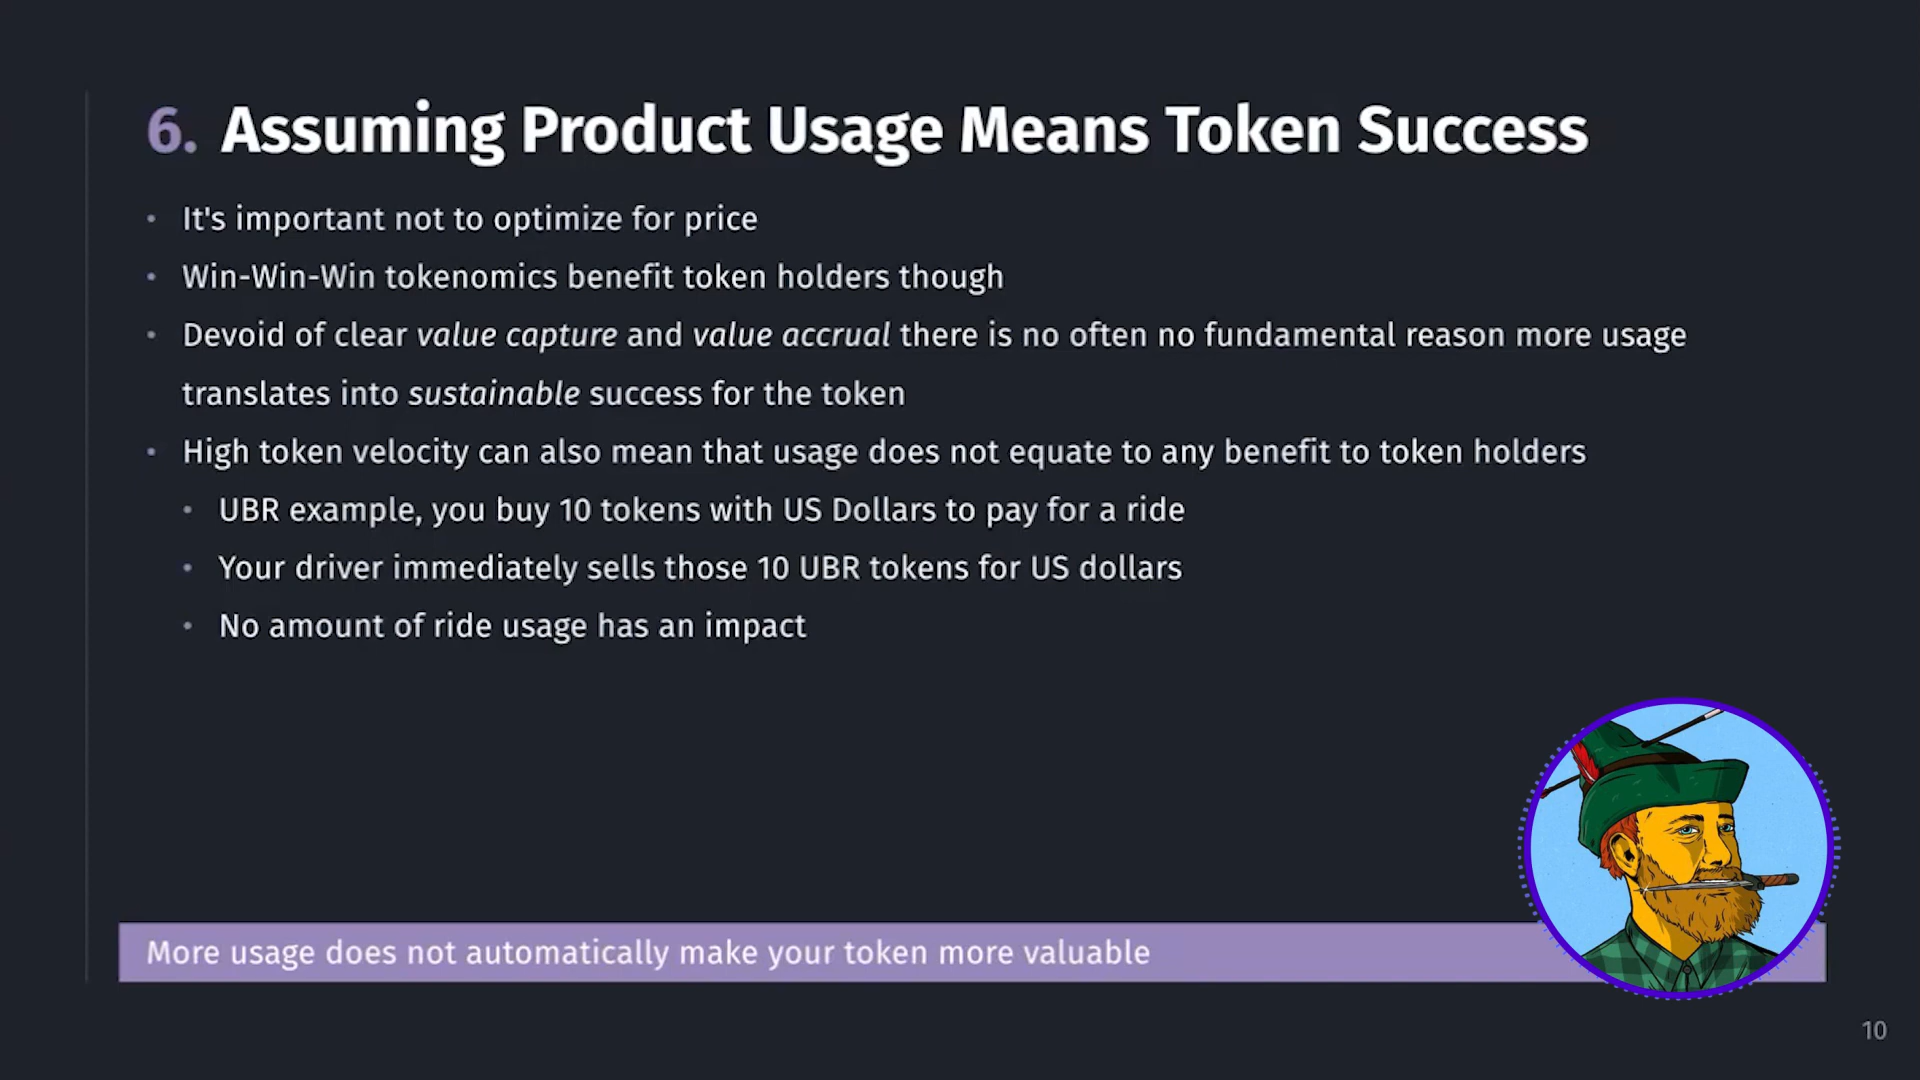 6. Assuming Product Usage Means Token Success
• It's important not to optimize for price
• Win-Win-Win tokenomics benefit token holders though
• Devoid of clear value capture and value accrual there is no often no fundamental reason more usage
translates into sustainable success for the token
• High token velocity can also mean that usage does not equate to any benefit to token holders
• UBR example, you buy 10 tokens with US Dollars to pay for a ride
• Your driver immediately sells those 10 UBR tokens for US dollars
• No amount of ride usage has an impact
More usage does not automatically make your token more valuable
10